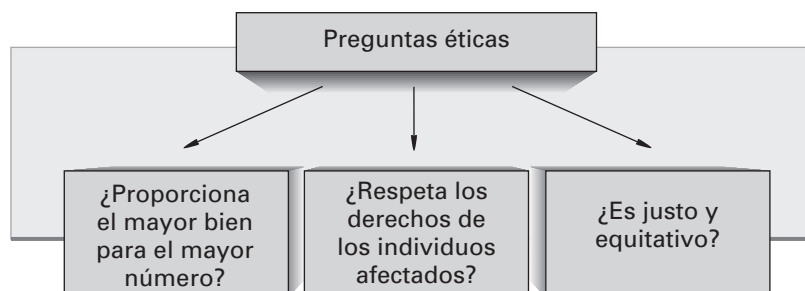 Preguntas éticas
¿Proporciona
el mayor bien
para el mayor
número?
¿Respeta los
derechos de
los individuos
afectados?
¿Es justo y
equitativo?